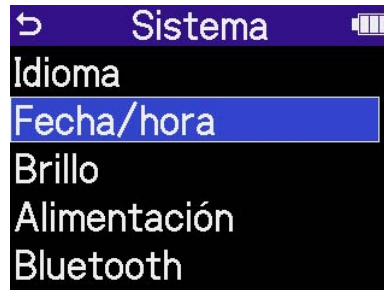 Sistema
Idioma
Fecha/hora
Brillo
Alimentación
Bluetooth